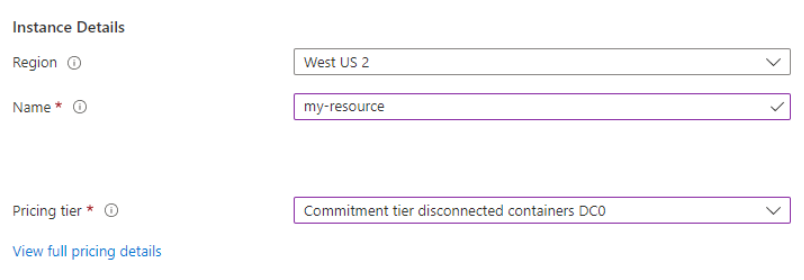 Instance Details
Region
West US 2
Name *
my-resource
Pricing tier *
Commitment tier disconnected containers DC0
View full pricing details